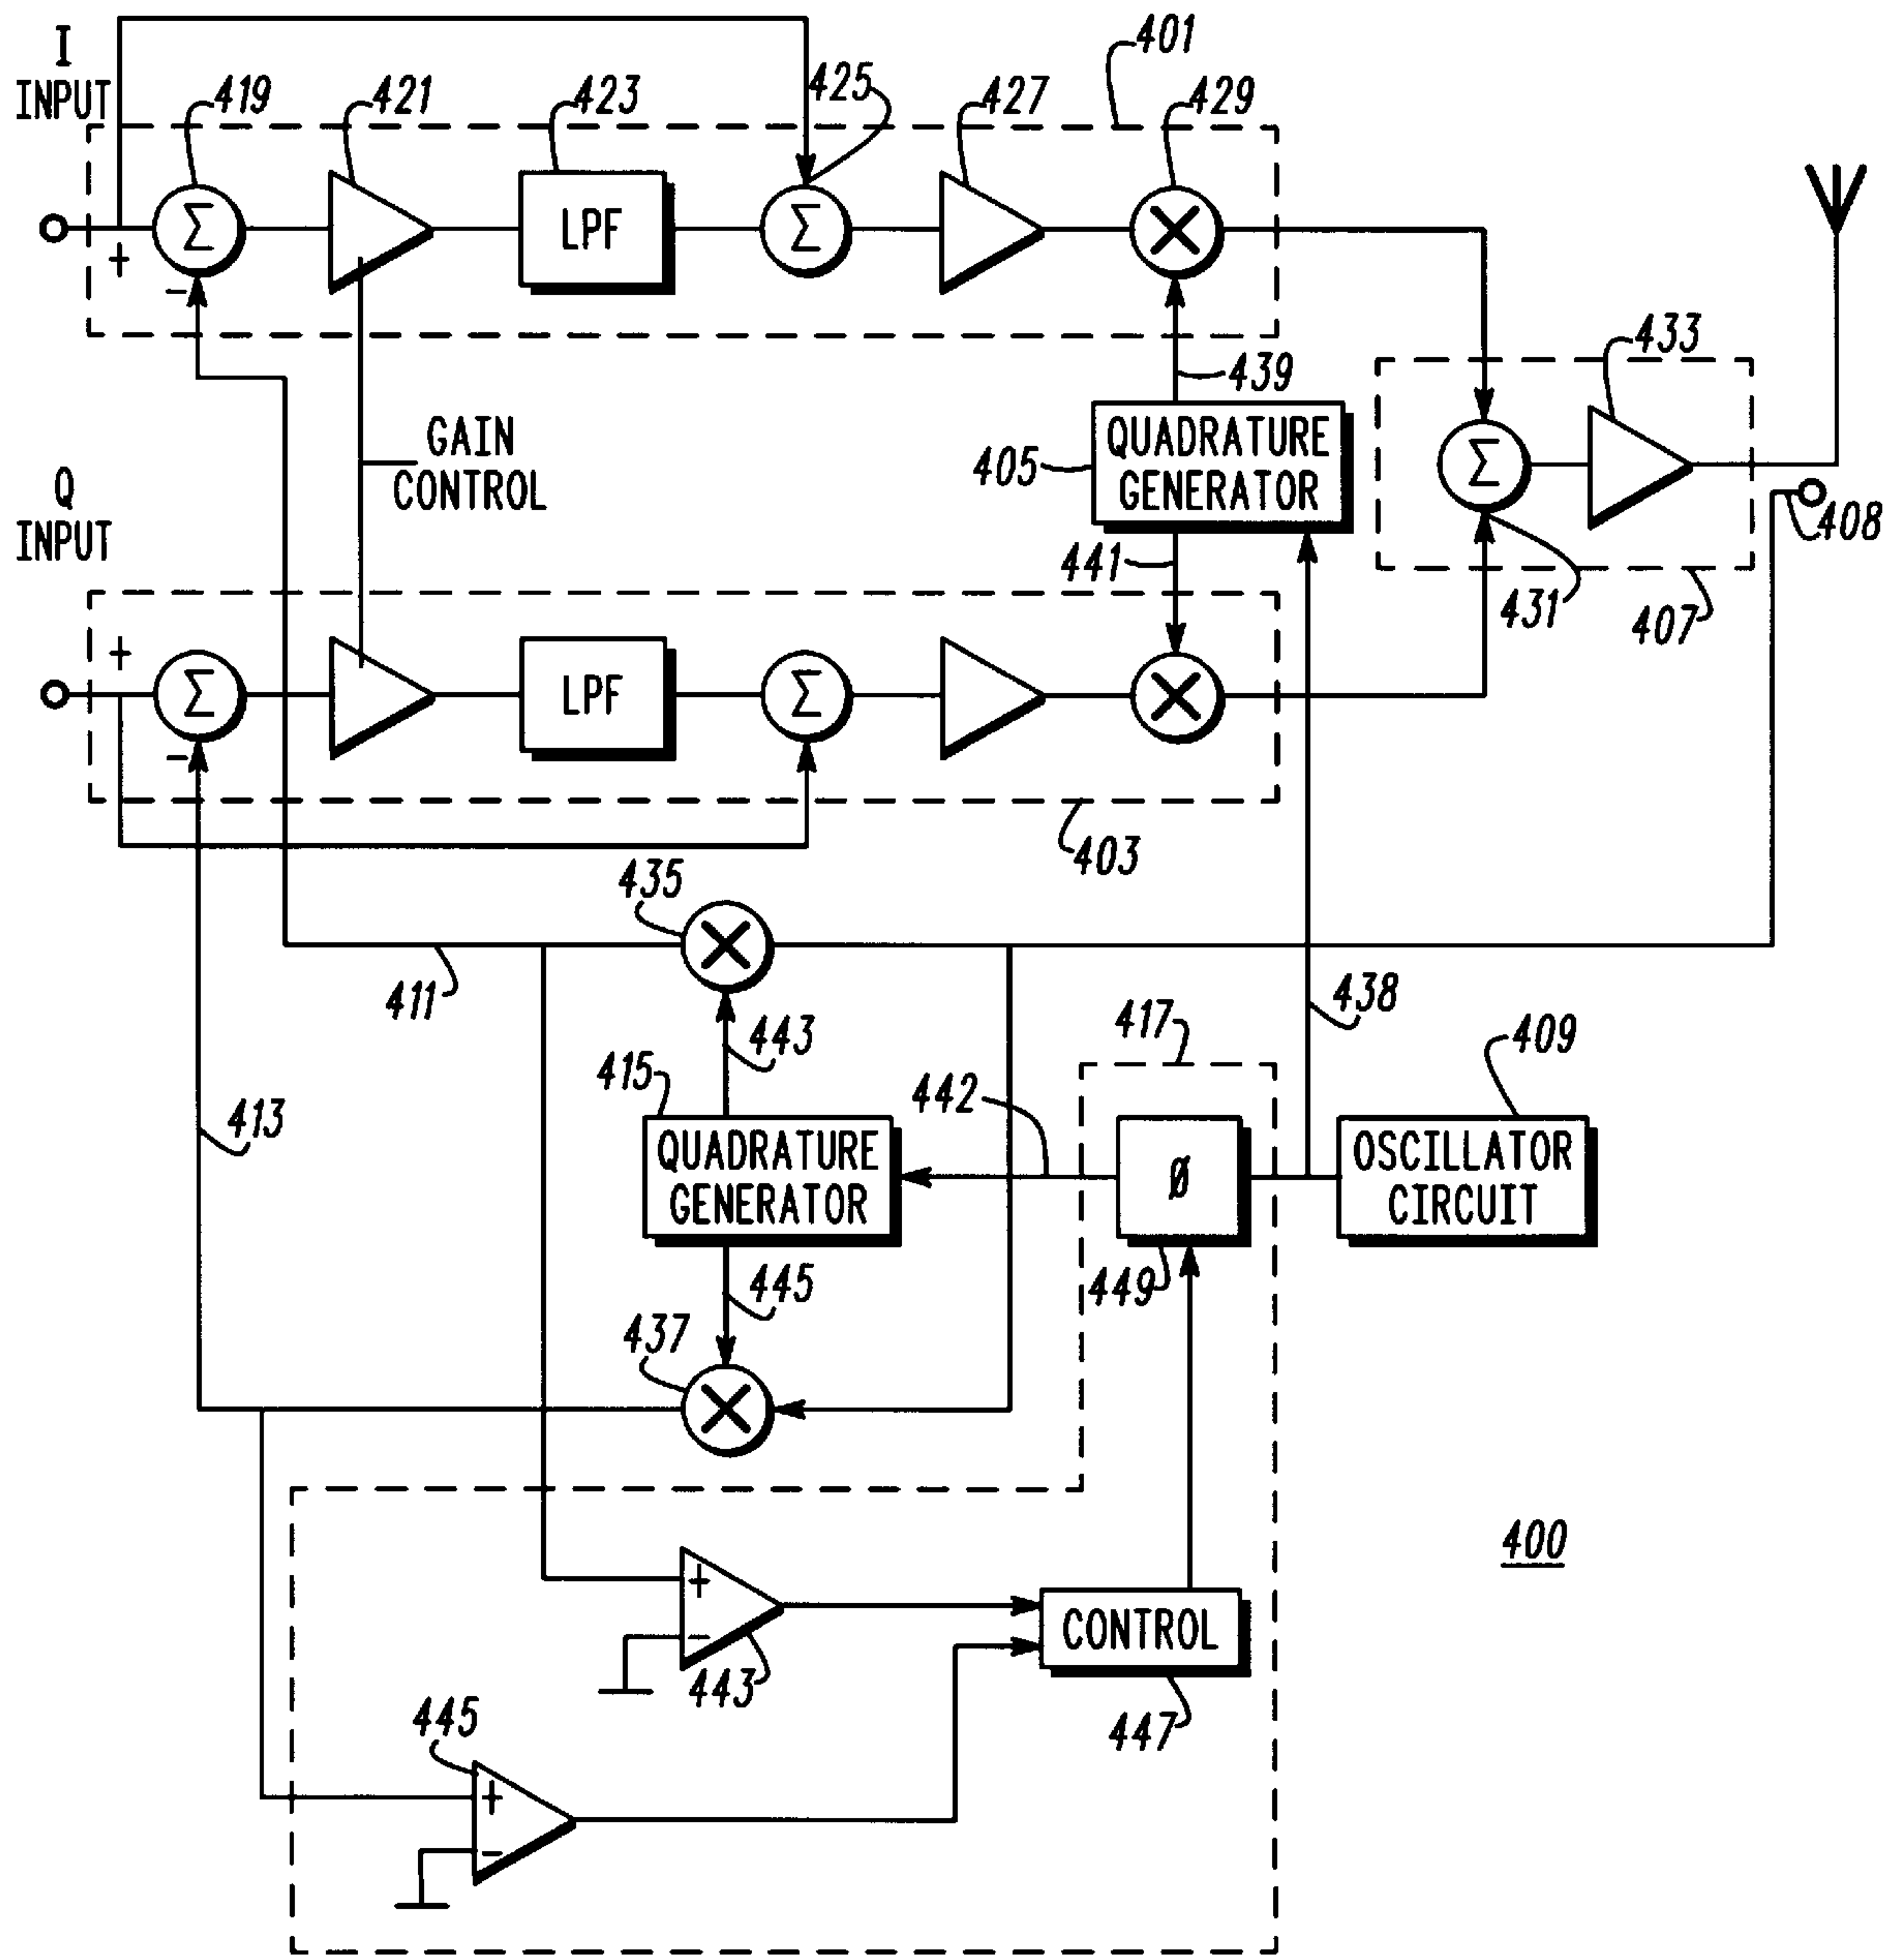 I
INPUT
419
421
423
425
427
429
401
Σ
LPF
Σ
+
-
439
433
GAIN
CONTROL
405
QUADRATURE
GENERATOR
Σ
Q
INPUT
408
441
431
407
+
Σ
LPF
Σ
-
403
435
411
443
417
438
409
415
442
413
QUADRATURE
GENERATOR
Ø
OSCILLATOR
CIRCUIT
445
449
437
400
+
-
CONTROL
443
447
445
+
-